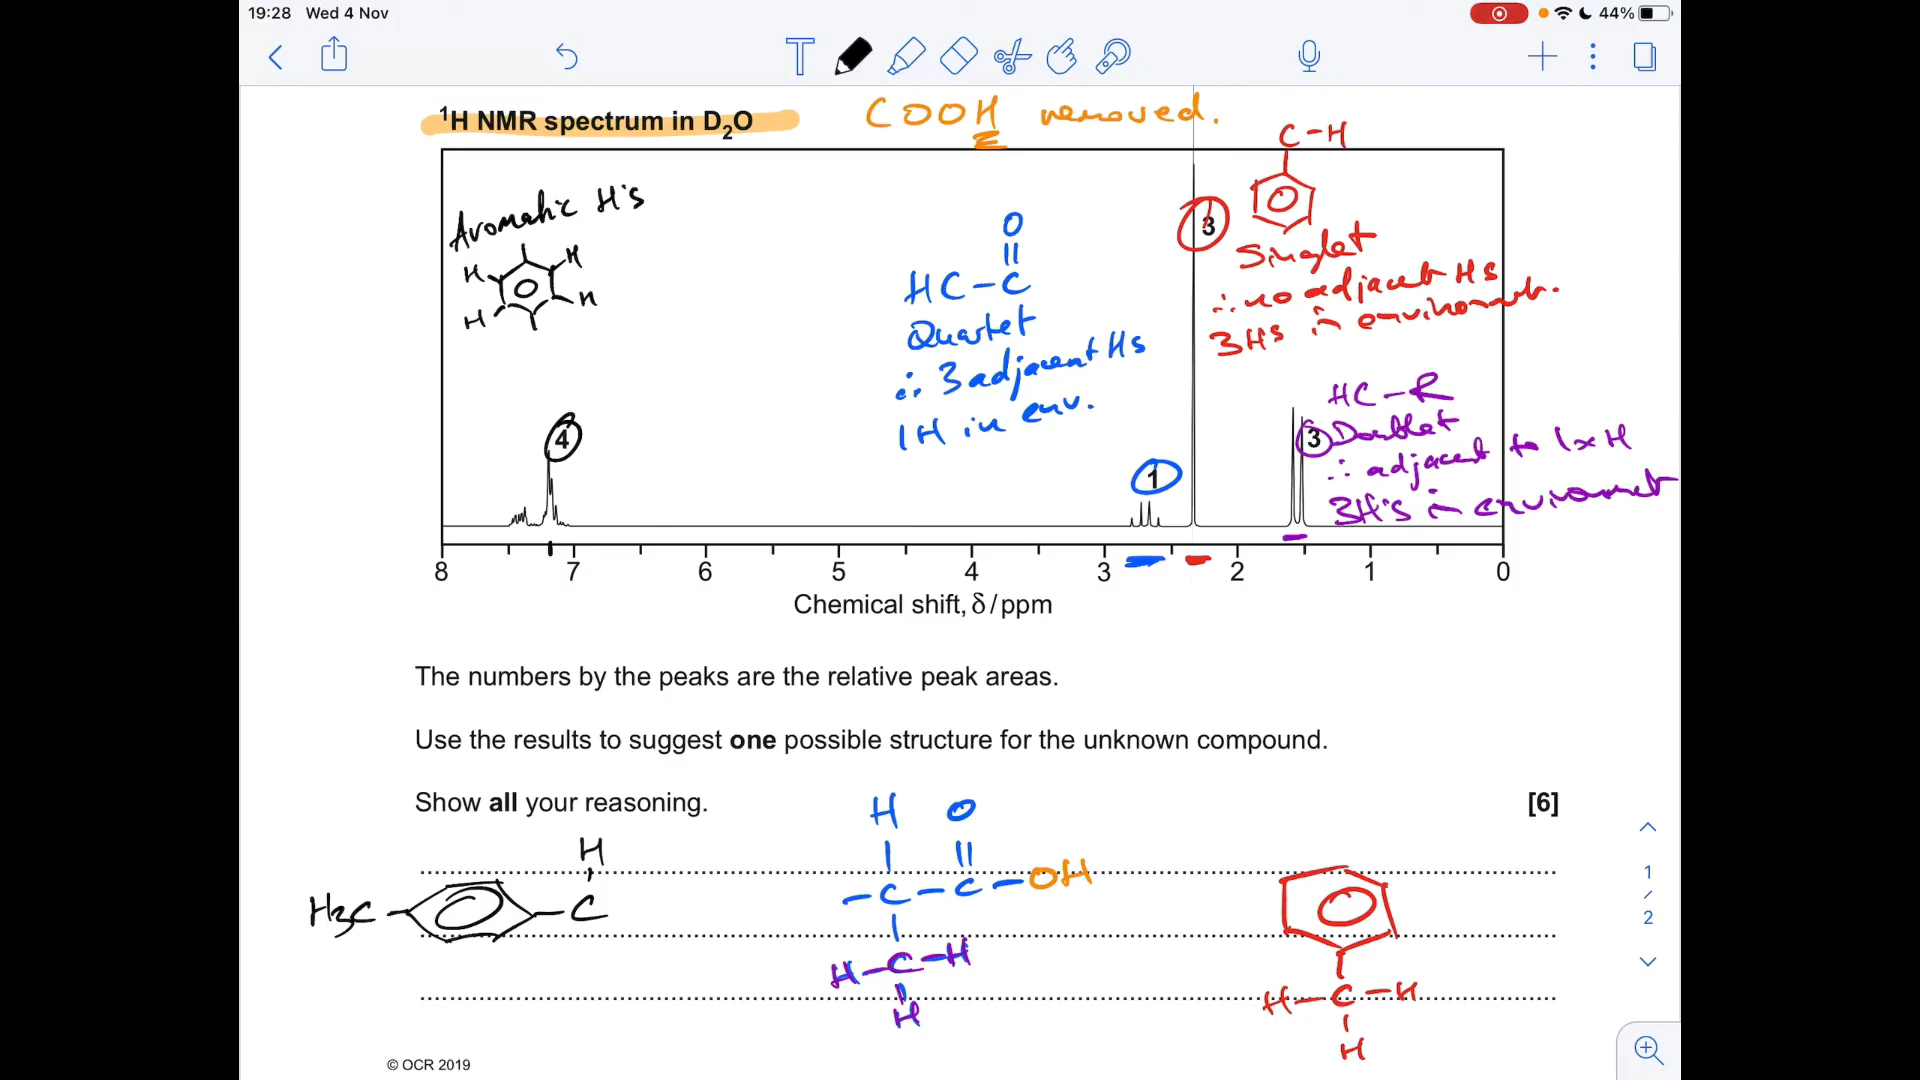 19:28 Wed 4 Nov
44%
¹H NMR spectrum in D₂O
COOH removed.
C-H
Aromatic H's
H
H
H
H
O
HC-C
Quartet
∴ 3 adjacent Hs
1H in env.
3
Singlet
∴ no adjacent Hs
3Hs in environment.
HC-R
Doublet
∴ adjacent to 1xH
3H's in environment
4
1
3
8 7 6 5 4 3 2 1 0
Chemical shift, δ/ppm
The numbers by the peaks are the relative peak areas.
Use the results to suggest one possible structure for the unknown compound.
Show all your reasoning. [6]
H
H₃C
C
H O
-C-C-OH
H-C-H
H
H-C-H
H
1
/
2
© OCR 2019